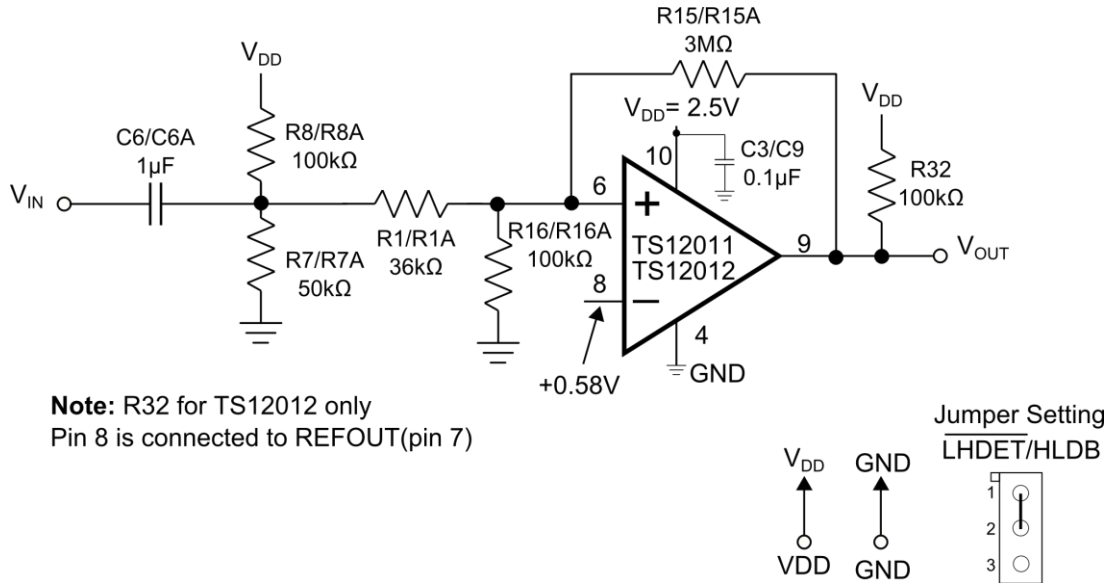 R15/R15A
3MΩ
VDD
VDD= 2.5V
VDD
C6/C6A
1µF
R8/R8A
100kΩ
10
C3/C9
0.1µF
R32
100kΩ
VIN
6
+
R1/R1A
36kΩ
R16/R16A
100kΩ
TS12011
TS12012
9
VOUT
R7/R7A
50kΩ
8
−
4
GND
+0.58V
Note: R32 for TS12012 only
Pin 8 is connected to REFOUT(pin 7)
Jumper Setting
L̅H̅D̅E̅T̅/HLDB
VDD
GND
1
2
3
VDD
GND